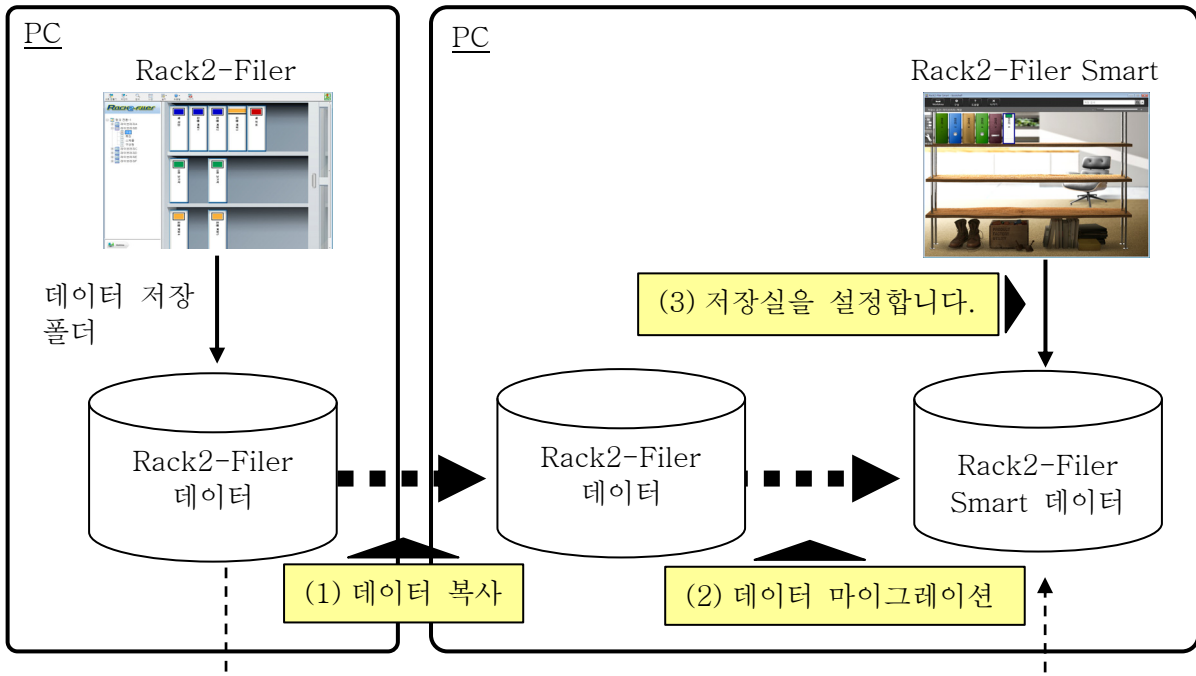 PC
Rack2-Filer
데이터 저장
폴더
Rack2-Filer
데이터
(1) 데이터 복사
PC
Rack2-Filer Smart
(3) 저장실을 설정합니다.
Rack2-Filer
데이터
Rack2-Filer
Smart 데이터
(2) 데이터 마이그레이션